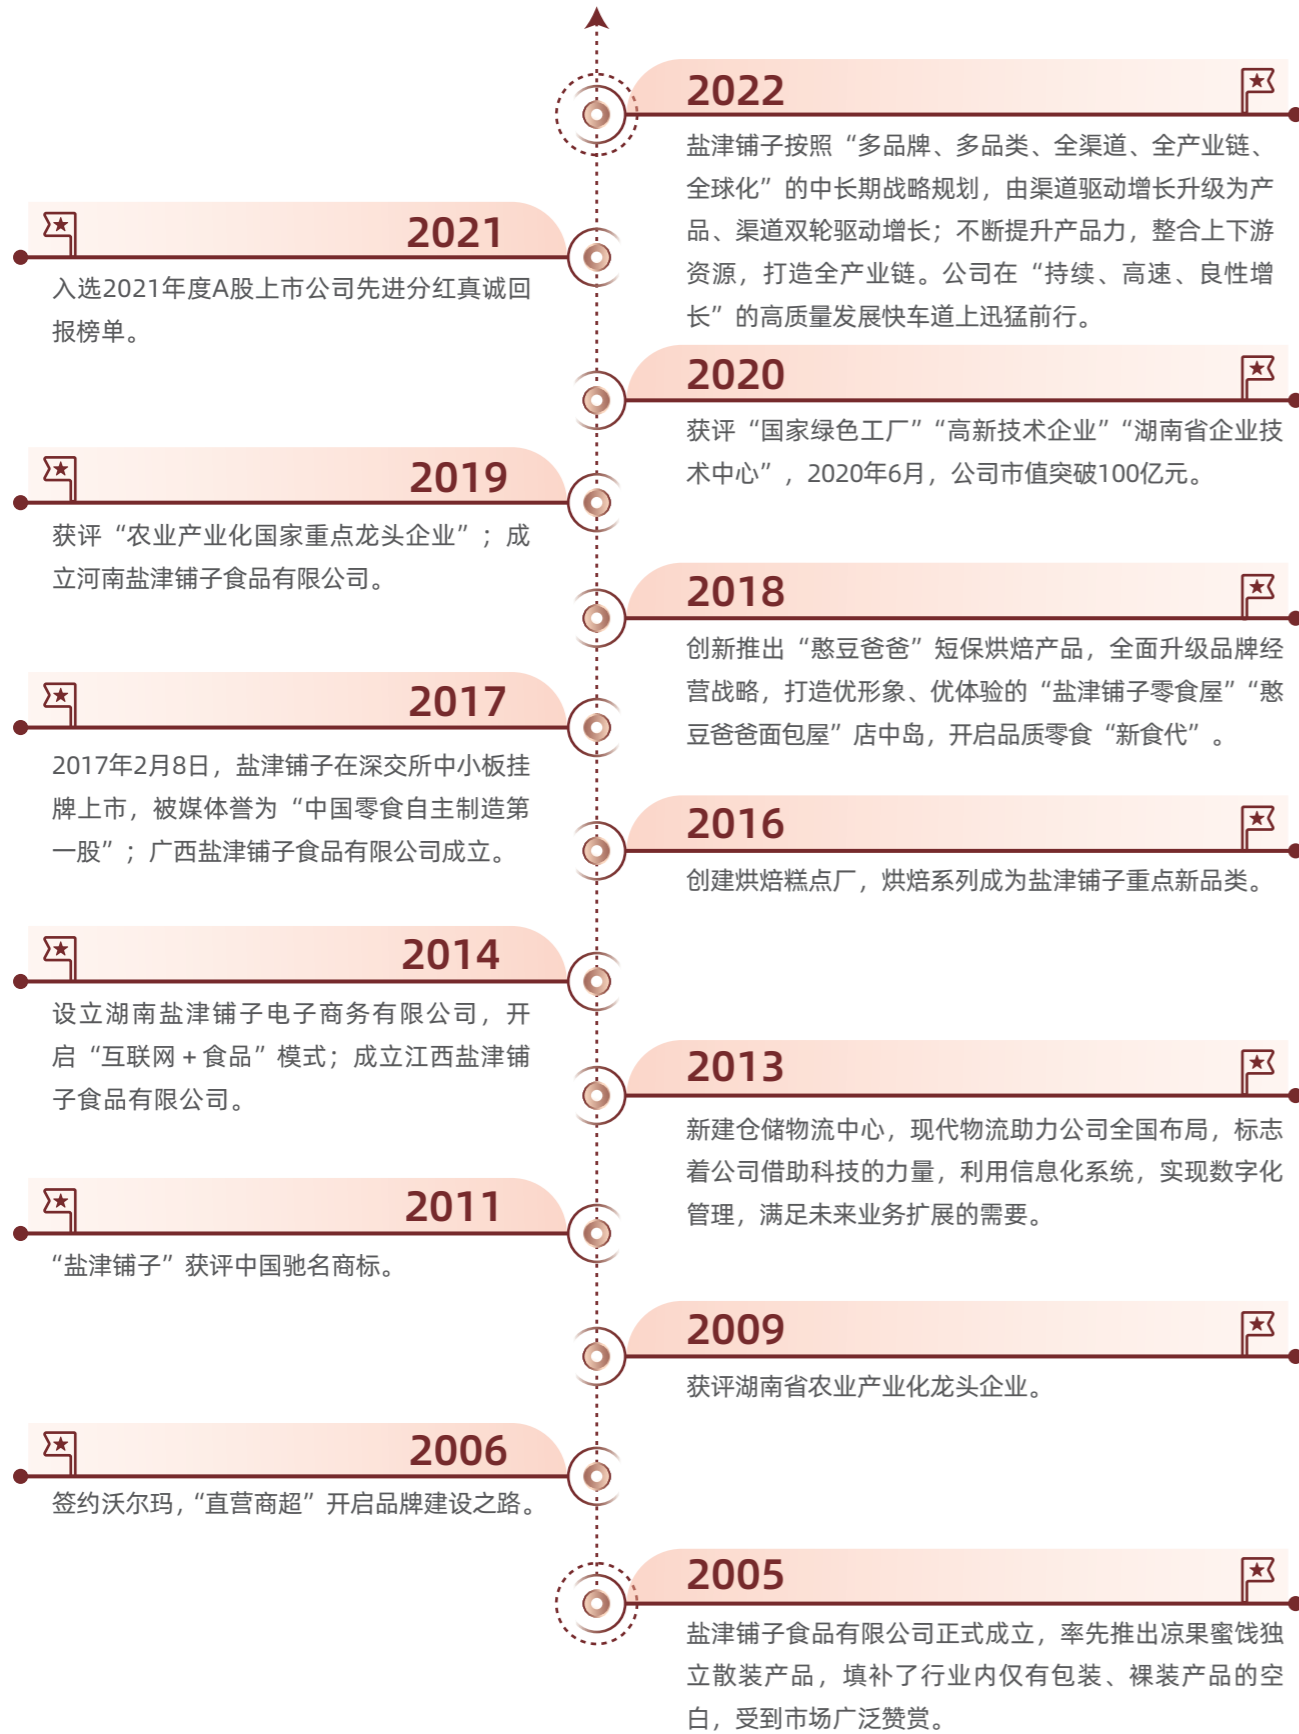 2022
盐津铺子按照“多品牌、多品类、全渠道、全产业链、
全球化”的中长期战略规划，由渠道驱动增长升级为产
品、渠道双轮驱动增长；不断提升产品力，整合上下游
资源，打造全产业链。公司在“持续、高速、良性增
长”的高质量发展快车道上迅猛前行。
2021
入选2021年度A股上市公司先进分红真诚回
报榜单。
2020
获评“国家绿色工厂”“高新技术企业”“湖南省企业技
术中心”，2020年6月，公司市值突破100亿元。
2019
获评“农业产业化国家重点龙头企业”；成
立河南盐津铺子食品有限公司。
2018
创新推出“憨豆爸爸”短保烘焙产品，全面升级品牌经
营战略，打造优形象、优体验的“盐津铺子零食屋”“憨
豆爸爸面包屋”店中岛，开启品质零食“新食代”。
2017
2017年2月8日，盐津铺子在深交所中小板挂
牌上市，被媒体誉为“中国零食自主制造第
一股”；广西盐津铺子食品有限公司成立。
2016
创建烘焙糕点厂，烘焙系列成为盐津铺子重点新品类。
2014
设立湖南盐津铺子电子商务有限公司，开
启“互联网+食品”模式；成立江西盐津铺
子食品有限公司。
2013
新建仓储物流中心，现代物流助力公司全国布局，标志
着公司借助科技的力量，利用信息化系统，实现数字化
管理，满足未来业务扩展的需要。
2011
“盐津铺子”获评中国驰名商标。
2009
获评湖南省农业产业化龙头企业。
2006
签约沃尔玛，“直营商超”开启品牌建设之路。
2005
盐津铺子食品有限公司正式成立，率先推出凉果蜜饯独
立散装产品，填补了行业内仅有包装、裸装产品的空
白，受到市场广泛赞赏。